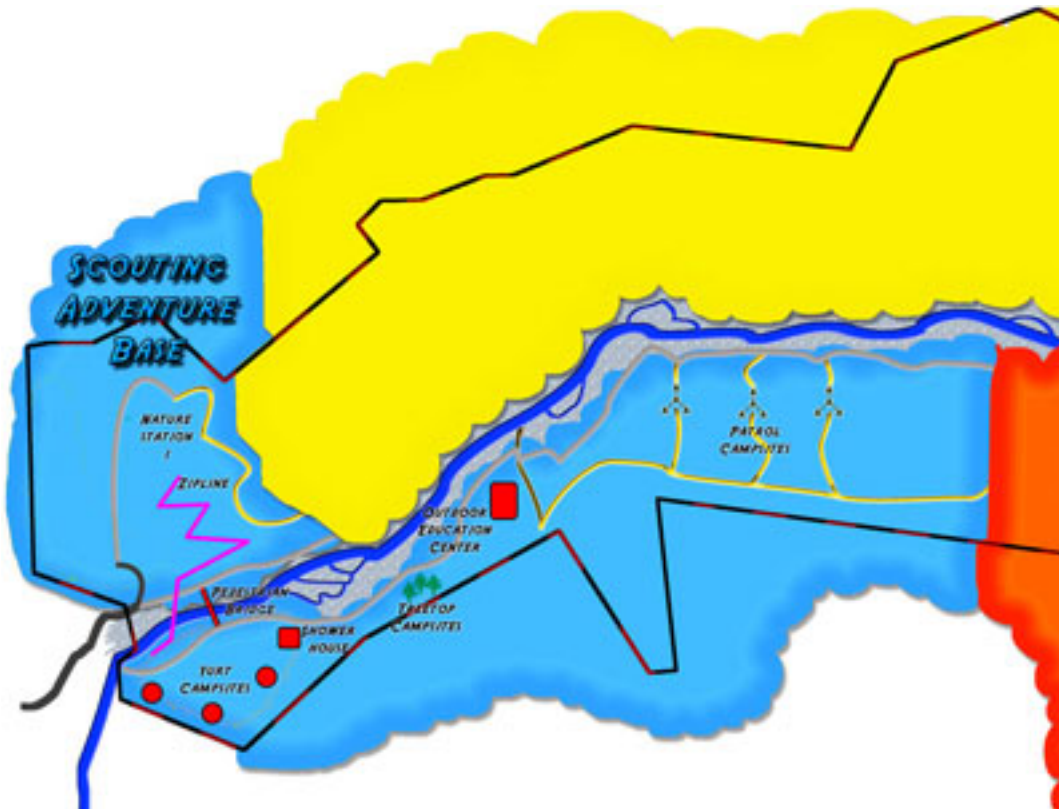 SCOUTING
ADVENTURE
BASE
NATURE
STATION
1
ZIPLINE
PATROL
CAMPSITES
OUTDOOR
EDUCATION
CENTER
PEDESTRIAN
BRIDGE
TREETOP
CAMPSITES
SHOWER
HOUSE
YURT
CAMPSITES